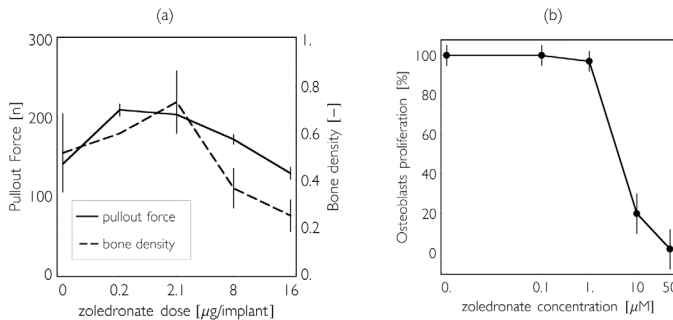 (a)
300
200
100
0
Pullout Force [n]
1.
0.8
0.6
0.4
0.2
0.
Bone density [–]
pullout force
bone density
0 0.2 2.1 8 16
zoledronate dose [μg/implant]
(b)
100
80
60
40
20
0
Osteoblasts proliferation [%]
0. 0.1 1. 10 50
zoledronate concentration [μM]